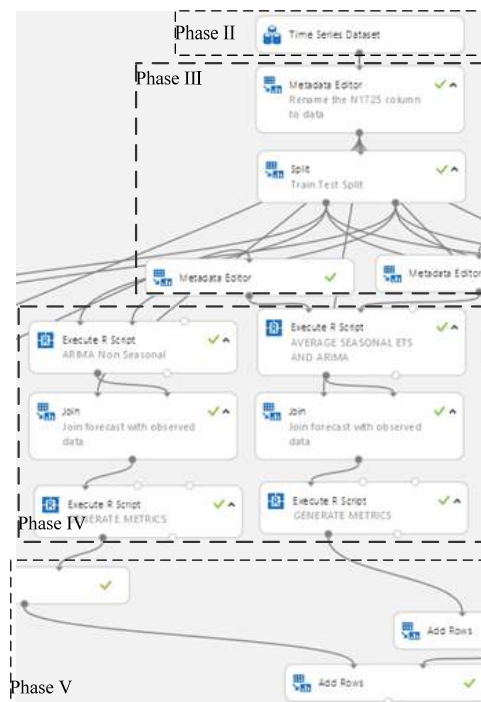 Phase II
Time Series Dataset
Phase III
Metadata Editor
Rename the N1725 column
to data
Split
Train Test Split
Metadata Editor
Metadata Editor
Execute R Script
ARIMA Non Seasonal
Execute R Script
AVERAGE SEASONAL ETS
AND ARIMA
Join
Join forecast with observed
data
Join
Join forecast with observed
data
Execute R Script
GENERATE METRICS
Execute R Script
GENERATE METRICS
Phase IV
Add Rows
Add Rows
Phase V